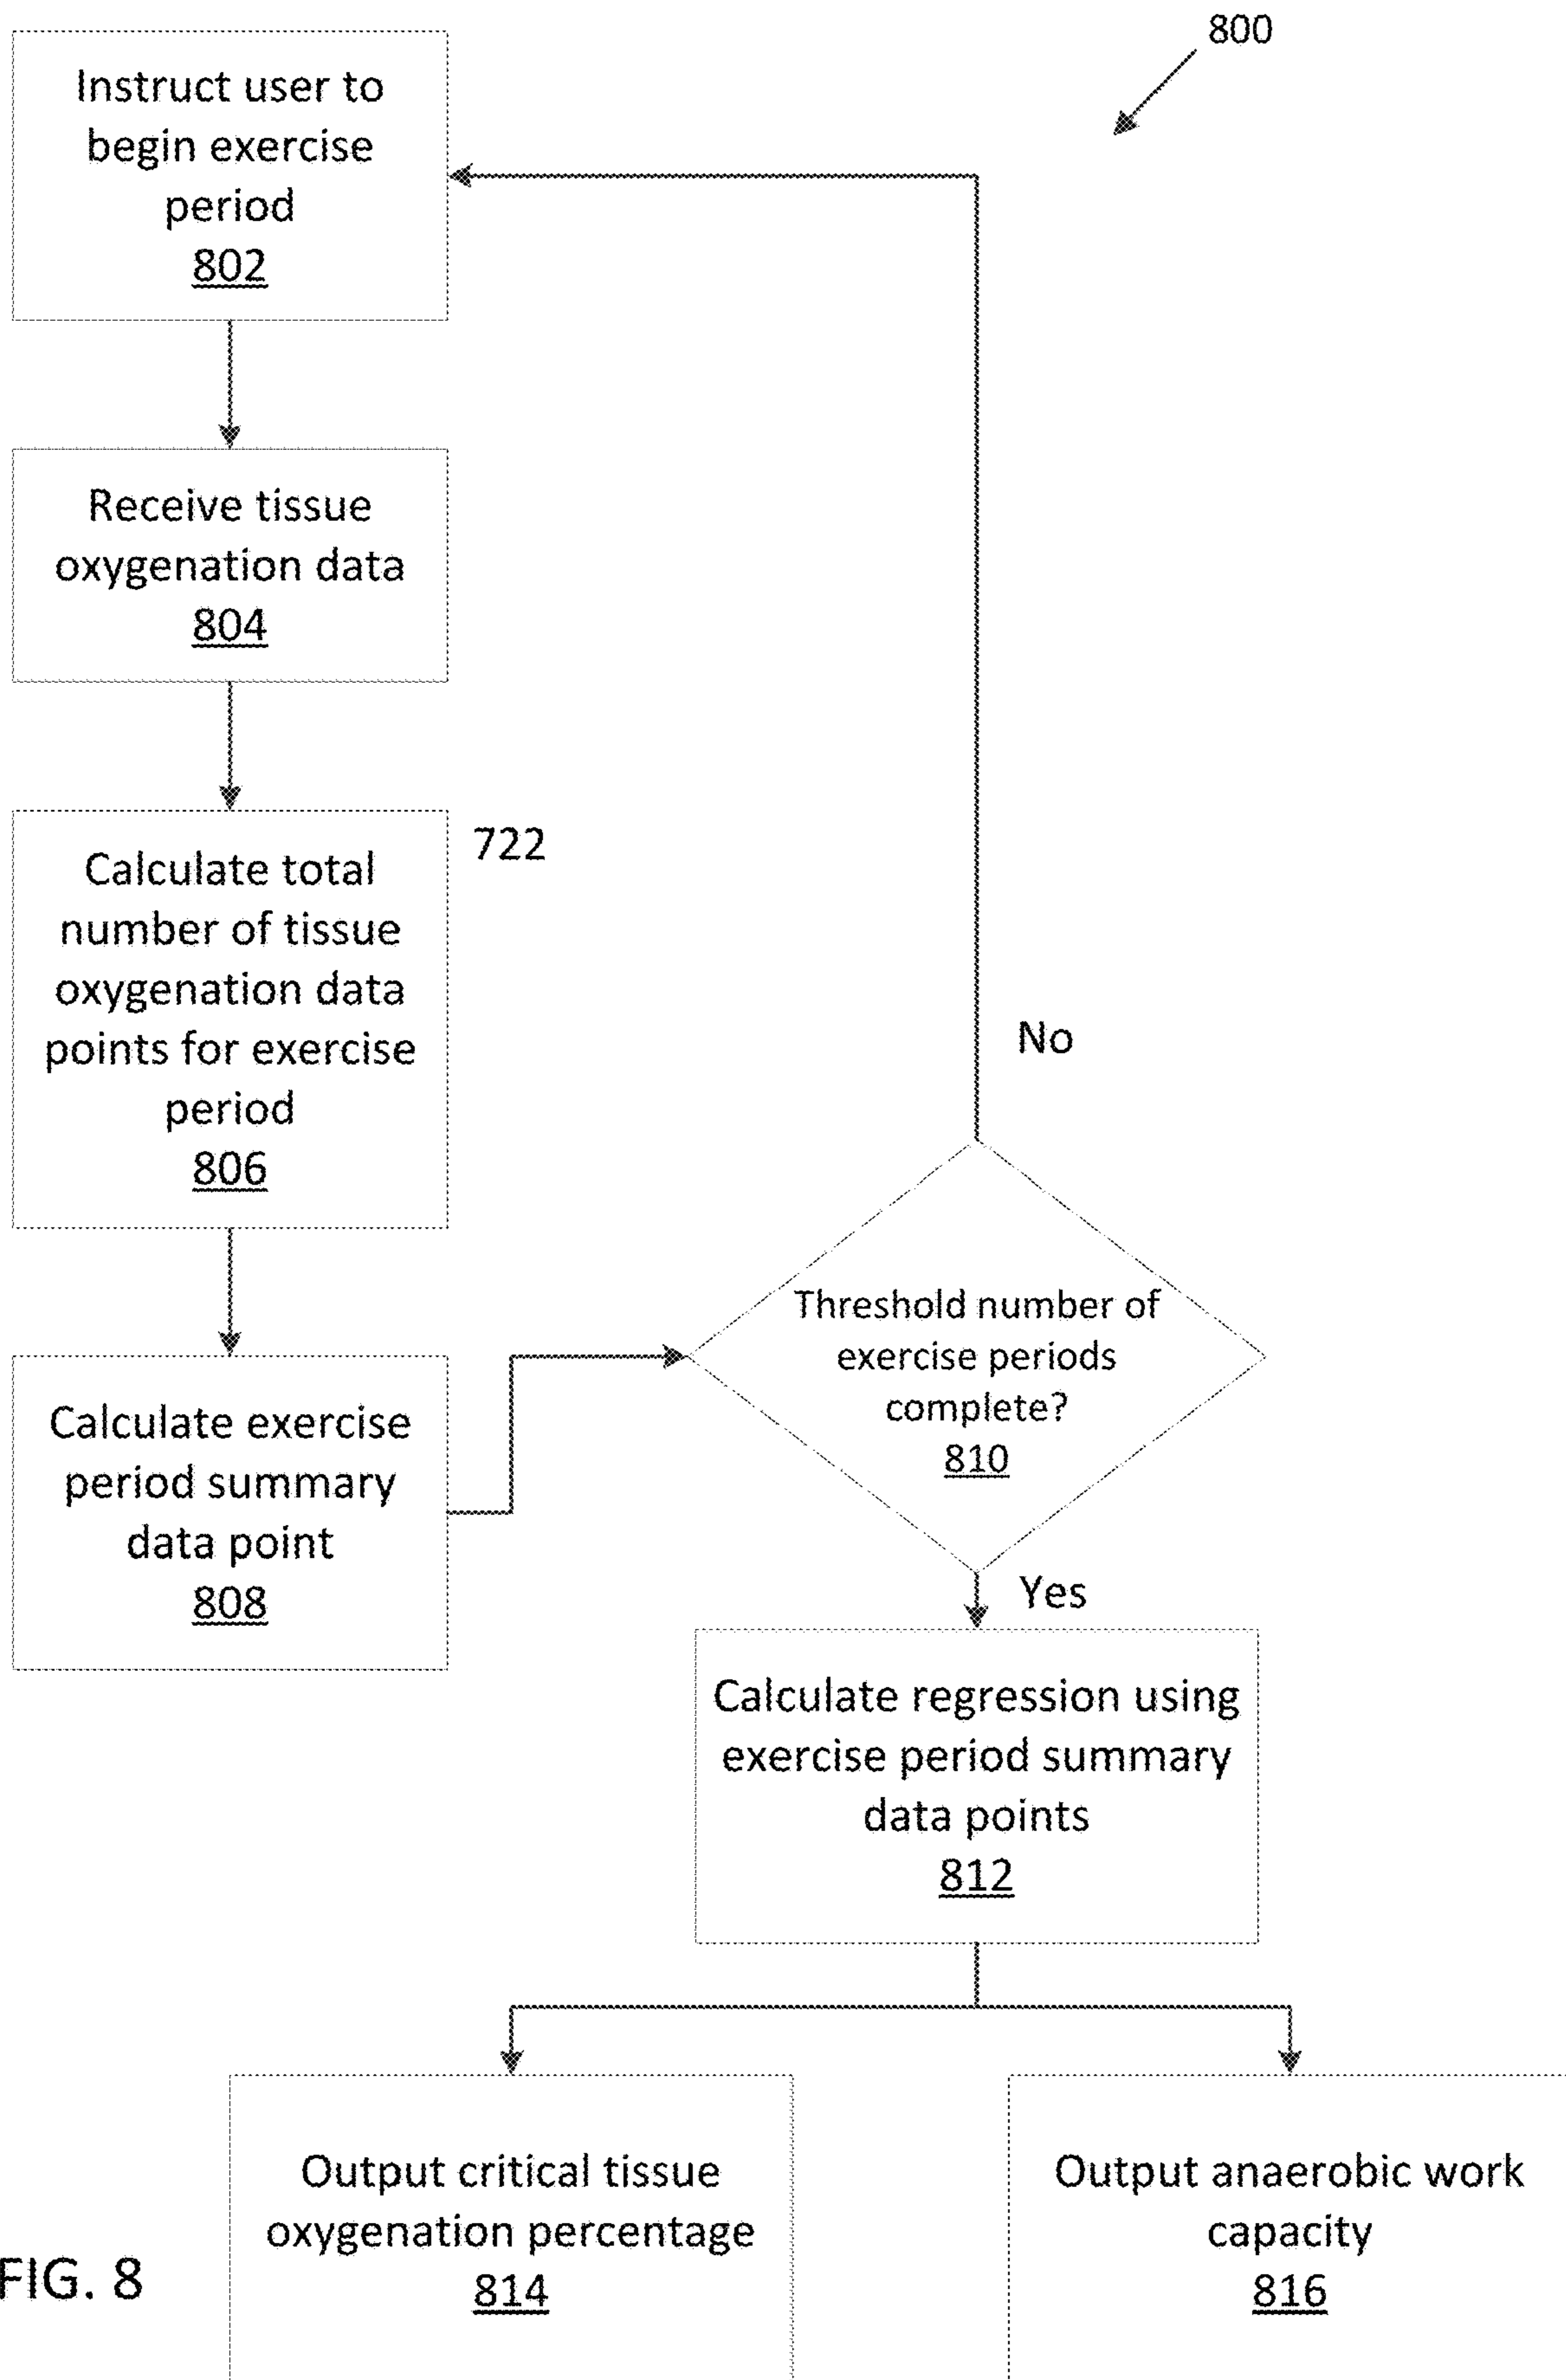 800
Instruct user to
begin exercise
period
802
Receive tissue
oxygenation data
804
722
Calculate total
number of tissue
oxygenation data
points for exercise
period
806
No
Threshold number of
exercise periods
complete?
810
Calculate exercise
period summary
data point
808
Yes
Calculate regression using
exercise period summary
data points
812
Output critical tissue
oxygenation percentage
814
Output anaerobic work
capacity
816
FIG. 8